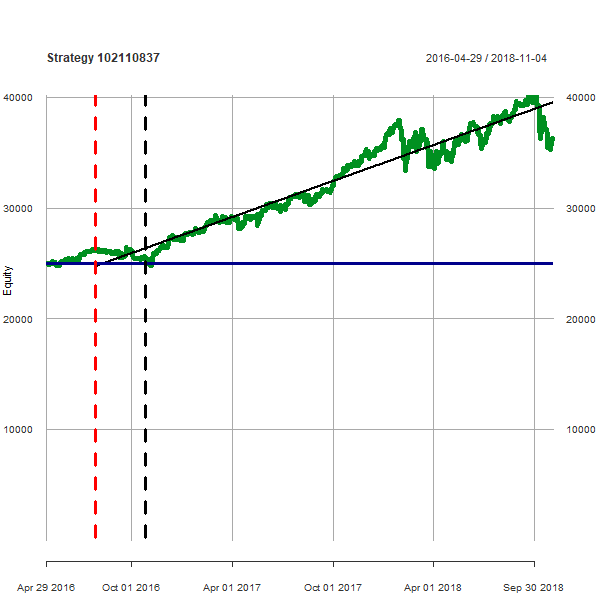 Strategy 102110837
2016-04-29 / 2018-11-04
40000
40000
30000
30000
20000
20000
10000
10000
Equity
Apr 29 2016
Oct 01 2016
Apr 01 2017
Oct 01 2017
Apr 01 2018
Sep 30 2018